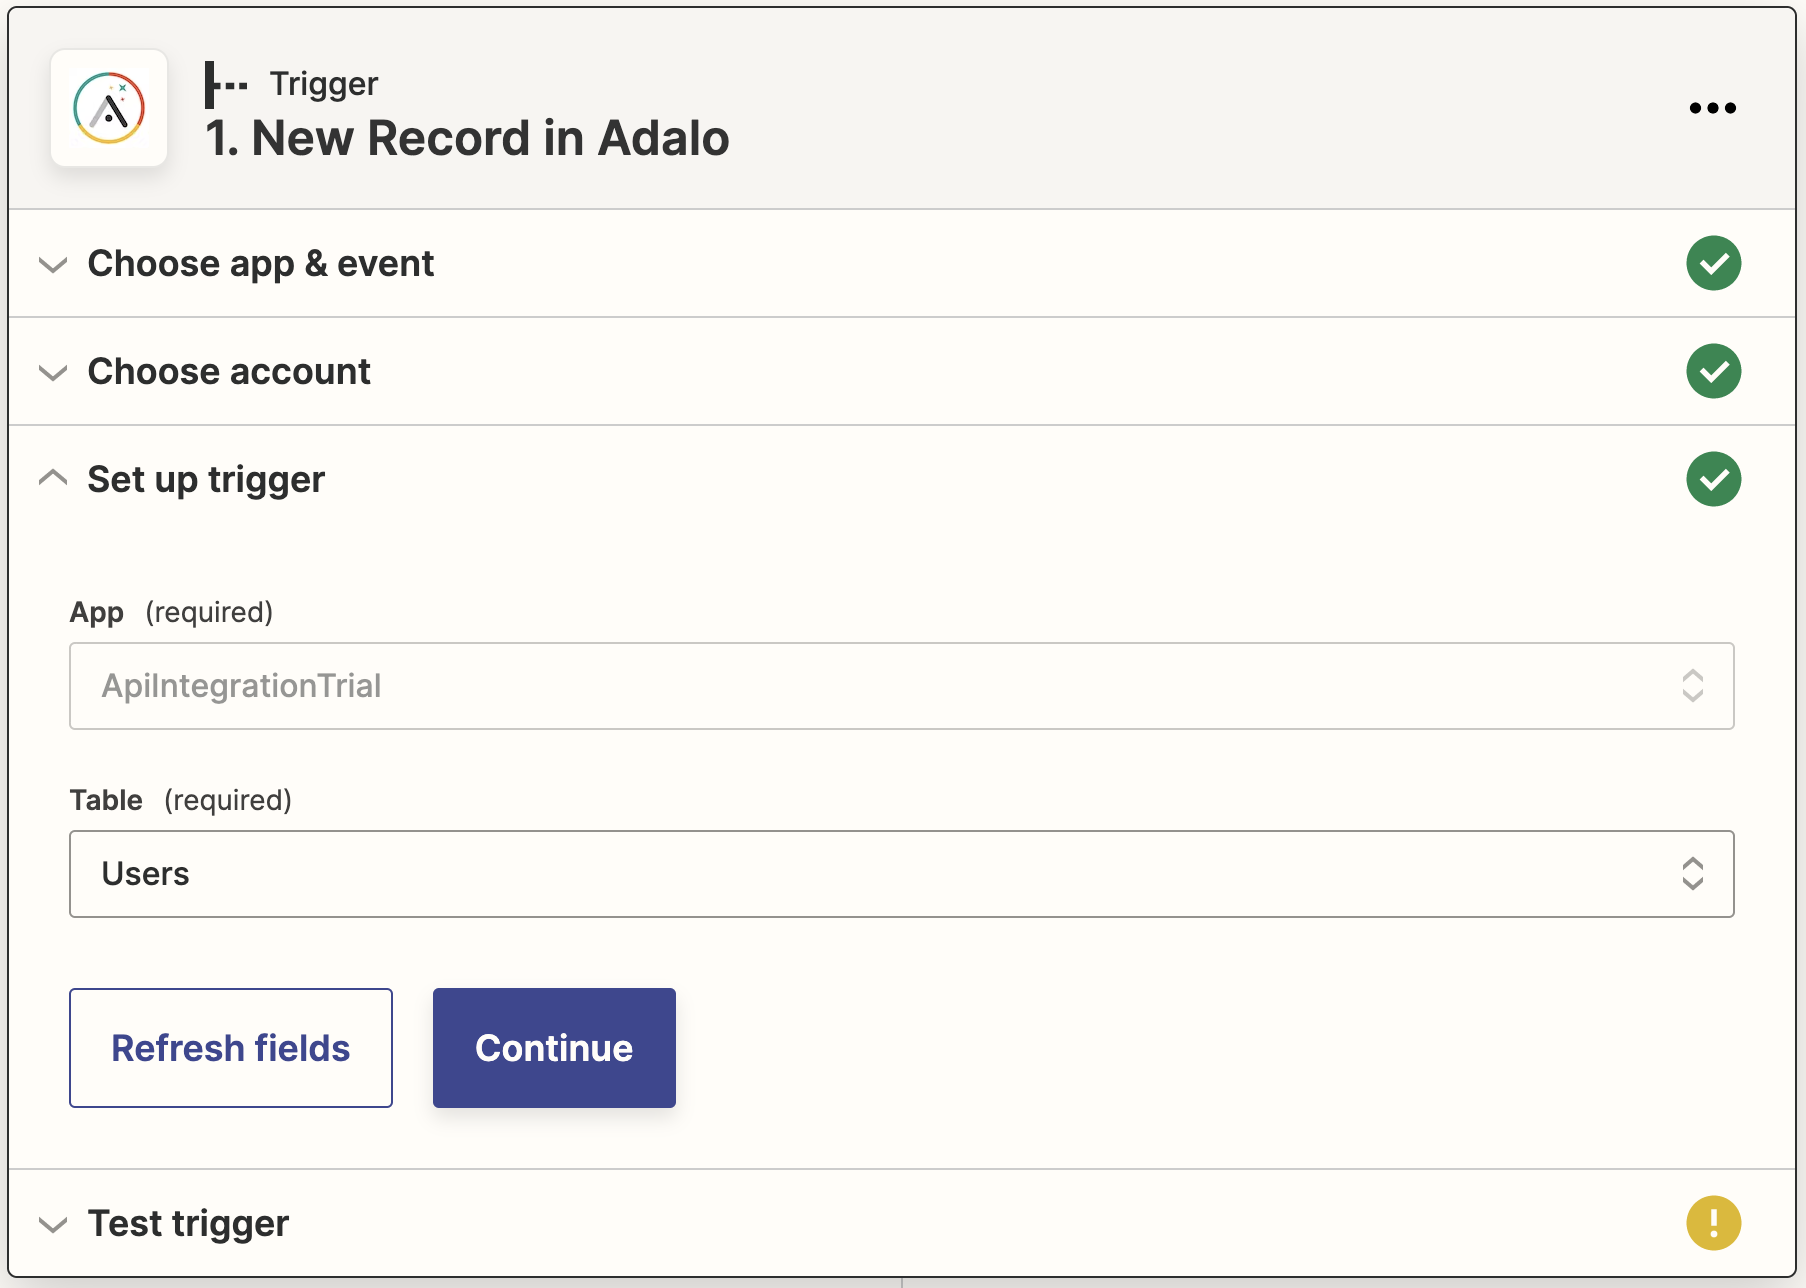 Trigger
1. New Record in Adalo
Choose app & event
Choose account
Set up trigger
App (required)
ApiIntegrationTrial
Table (required)
Users
Refresh fields
Continue
Test trigger